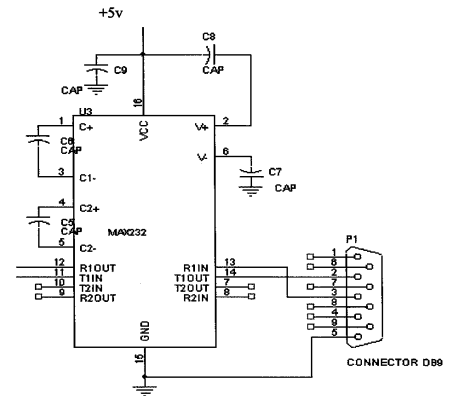 +5v
C8
CAP
C9
CAP
16
U3
VCC
1
C+
V+
2
C6
CAP
V-
6
3
C1-
C7
CAP
4
C2+
C5
CAP
MAX232
5
C2-
P1
12
R1OUT
R1IN
13
11
T1IN
T1OUT
14
10
T2IN
T2OUT
7
9
R2OUT
R2IN
8
1
6
2
7
3
8
4
9
5
GND
15
CONNECTOR DB9